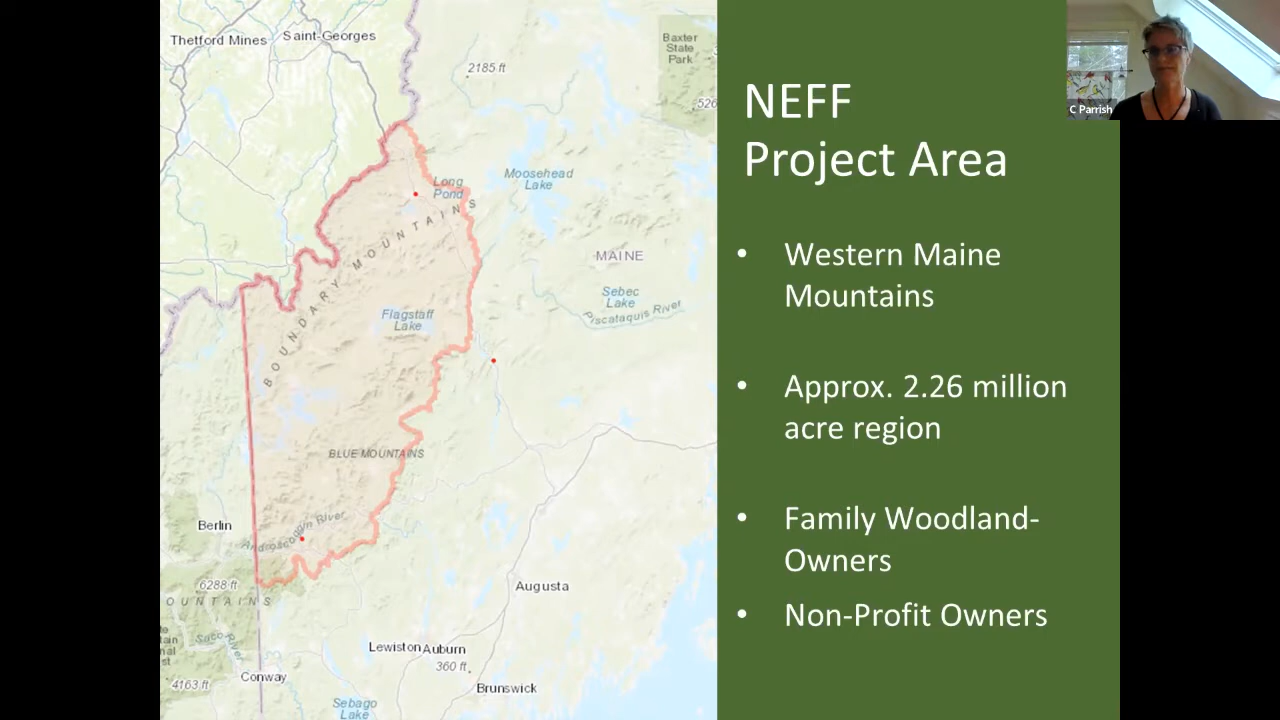 NEFF
Project Area
• Western Maine
Mountains
• Approx. 2.26 million
acre region
• Family Woodland-
Owners
• Non-Profit Owners
C Parrish
Thetford Mines
Saint-Georges
2185 ft
Baxter
State
Park
526
Long
Pond
Moosehead
Lake
BOUNDARY MOUNTAINS
MAINE
Sebec
Lake
Piscataquis River
Flagstaff
Lake
BLUE MOUNTAINS
Berlin
Androscoggin River
6288 ft
OUNTAINS
Augusta
Saco River
Lewiston
Auburn
360 ft
Conway
4163 ft
Brunswick
Sebago
Lake